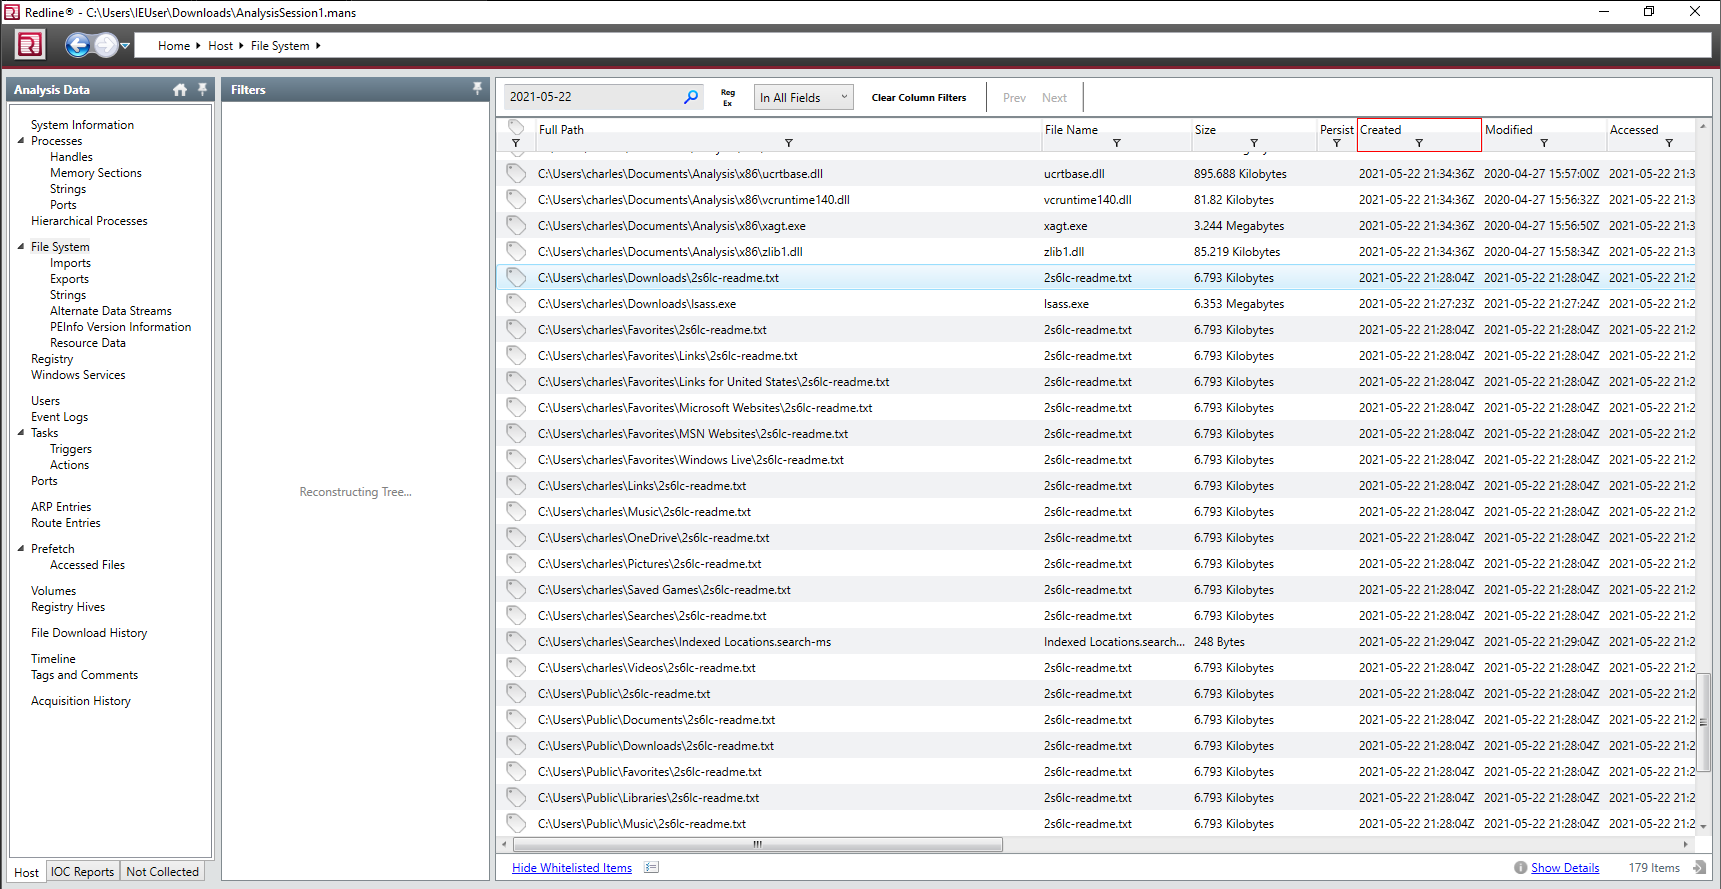 Redline® - C:\Users\IEUser\Downloads\AnalysisSession1.mans
Home Host File System
Analysis Data
System Information
Processes
Handles
Memory Sections
Strings
Ports
Hierarchical Processes
File System
Imports
Exports
Strings
Alternate Data Streams
PEInfo Version Information
Resource Data
Registry
Windows Services
Users
Event Logs
Tasks
Triggers
Actions
Ports
ARP Entries
Route Entries
Prefetch
Accessed Files
Volumes
Registry Hives
File Download History
Timeline
Tags and Comments
Acquisition History
Host IOC Reports Not Collected
Filters
Reconstructing Tree...
2021-05-22 Reg Ex In All Fields Clear Column Filters Prev Next
Full Path File Name Size Persist Created Modified Accessed
C:\Users\charles\Documents\Analysis\x86\ucrtbase.dll ucrtbase.dll 895.688 Kilobytes 2021-05-22 21:34:36Z 2020-04-27 15:57:00Z 2021-05-22 21:3
C:\Users\charles\Documents\Analysis\x86\vcruntime140.dll vcruntime140.dll 81.82 Kilobytes 2021-05-22 21:34:36Z 2020-04-27 15:56:32Z 2021-05-22 21:3
C:\Users\charles\Documents\Analysis\x86\xagt.exe xagt.exe 3.244 Megabytes 2021-05-22 21:34:36Z 2020-04-27 15:56:50Z 2021-05-22 21:3
C:\Users\charles\Documents\Analysis\x86\zlib1.dll zlib1.dll 85.219 Kilobytes 2021-05-22 21:34:36Z 2020-04-27 15:58:34Z 2021-05-22 21:3
C:\Users\charles\Downloads\2s6lc-readme.txt 2s6lc-readme.txt 6.793 Kilobytes 2021-05-22 21:28:04Z 2021-05-22 21:28:04Z 2021-05-22 21:2
C:\Users\charles\Downloads\lsass.exe lsass.exe 6.353 Megabytes 2021-05-22 21:27:23Z 2021-05-22 21:27:24Z 2021-05-22 21:2
C:\Users\charles\Favorites\2s6lc-readme.txt 2s6lc-readme.txt 6.793 Kilobytes 2021-05-22 21:28:04Z 2021-05-22 21:28:04Z 2021-05-22 21:2
C:\Users\charles\Favorites\Links\2s6lc-readme.txt 2s6lc-readme.txt 6.793 Kilobytes 2021-05-22 21:28:04Z 2021-05-22 21:28:04Z 2021-05-22 21:2
C:\Users\charles\Favorites\Links for United States\2s6lc-readme.txt 2s6lc-readme.txt 6.793 Kilobytes 2021-05-22 21:28:04Z 2021-05-22 21:28:04Z 2021-05-22 21:2
C:\Users\charles\Favorites\Microsoft Websites\2s6lc-readme.txt 2s6lc-readme.txt 6.793 Kilobytes 2021-05-22 21:28:04Z 2021-05-22 21:28:04Z 2021-05-22 21:2
C:\Users\charles\Favorites\MSN Websites\2s6lc-readme.txt 2s6lc-readme.txt 6.793 Kilobytes 2021-05-22 21:28:04Z 2021-05-22 21:28:04Z 2021-05-22 21:2
C:\Users\charles\Favorites\Windows Live\2s6lc-readme.txt 2s6lc-readme.txt 6.793 Kilobytes 2021-05-22 21:28:04Z 2021-05-22 21:28:04Z 2021-05-22 21:2
C:\Users\charles\Links\2s6lc-readme.txt 2s6lc-readme.txt 6.793 Kilobytes 2021-05-22 21:28:04Z 2021-05-22 21:28:04Z 2021-05-22 21:2
C:\Users\charles\Music\2s6lc-readme.txt 2s6lc-readme.txt 6.793 Kilobytes 2021-05-22 21:28:04Z 2021-05-22 21:28:04Z 2021-05-22 21:2
C:\Users\charles\OneDrive\2s6lc-readme.txt 2s6lc-readme.txt 6.793 Kilobytes 2021-05-22 21:28:04Z 2021-05-22 21:28:04Z 2021-05-22 21:2
C:\Users\charles\Pictures\2s6lc-readme.txt 2s6lc-readme.txt 6.793 Kilobytes 2021-05-22 21:28:04Z 2021-05-22 21:28:04Z 2021-05-22 21:2
C:\Users\charles\Saved Games\2s6lc-readme.txt 2s6lc-readme.txt 6.793 Kilobytes 2021-05-22 21:28:04Z 2021-05-22 21:28:04Z 2021-05-22 21:2
C:\Users\charles\Searches\2s6lc-readme.txt 2s6lc-readme.txt 6.793 Kilobytes 2021-05-22 21:28:04Z 2021-05-22 21:28:04Z 2021-05-22 21:2
C:\Users\charles\Searches\Indexed Locations.search-ms Indexed Locations.search... 248 Bytes 2021-05-22 21:29:04Z 2021-05-22 21:29:04Z 2021-05-22 21:2
C:\Users\charles\Videos\2s6lc-readme.txt 2s6lc-readme.txt 6.793 Kilobytes 2021-05-22 21:28:04Z 2021-05-22 21:28:04Z 2021-05-22 21:2
C:\Users\Public\2s6lc-readme.txt 2s6lc-readme.txt 6.793 Kilobytes 2021-05-22 21:28:04Z 2021-05-22 21:28:04Z 2021-05-22 21:2
C:\Users\Public\Documents\2s6lc-readme.txt 2s6lc-readme.txt 6.793 Kilobytes 2021-05-22 21:28:04Z 2021-05-22 21:28:04Z 2021-05-22 21:2
C:\Users\Public\Downloads\2s6lc-readme.txt 2s6lc-readme.txt 6.793 Kilobytes 2021-05-22 21:28:04Z 2021-05-22 21:28:04Z 2021-05-22 21:2
C:\Users\Public\Favorites\2s6lc-readme.txt 2s6lc-readme.txt 6.793 Kilobytes 2021-05-22 21:28:04Z 2021-05-22 21:28:04Z 2021-05-22 21:2
C:\Users\Public\Libraries\2s6lc-readme.txt 2s6lc-readme.txt 6.793 Kilobytes 2021-05-22 21:28:04Z 2021-05-22 21:28:04Z 2021-05-22 21:2
C:\Users\Public\Music\2s6lc-readme.txt 2s6lc-readme.txt 6.793 Kilobytes 2021-05-22 21:28:04Z 2021-05-22 21:28:04Z 2021-05-22 21:2
Hide Whitelisted Items Show Details 179 Items